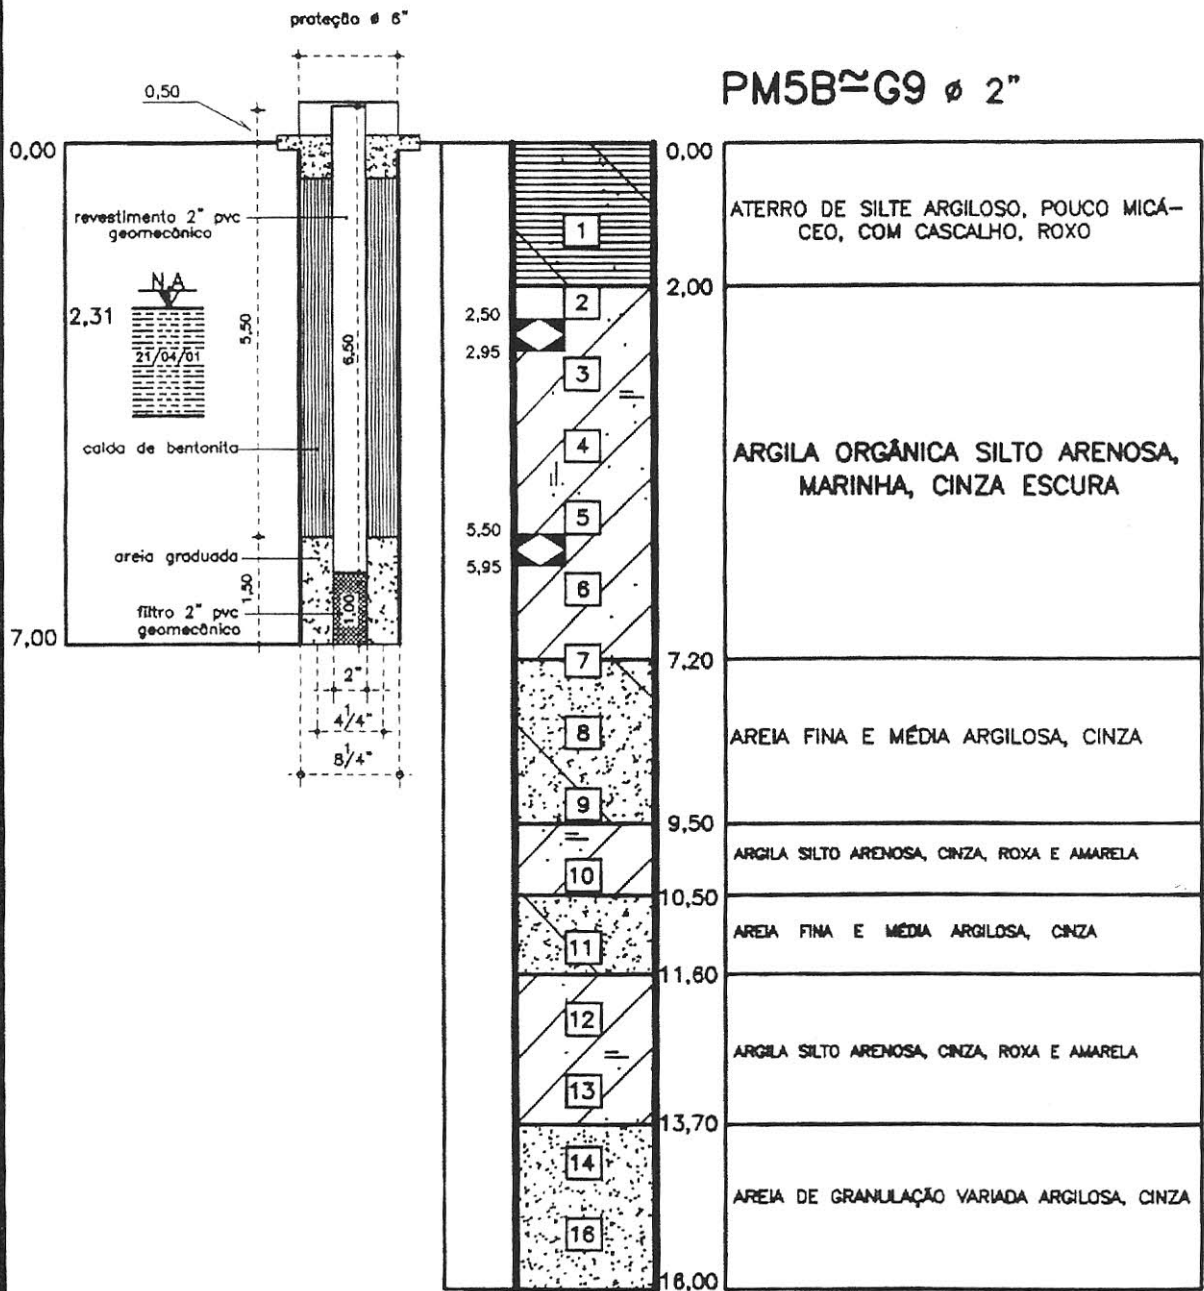 proteção ø 6"
PM5B≃G9 ø 2"
0,50
0,00
revestimento 2" pvc
geomecânico
N.A
2,31
21/04/01
5,50
6,50
calda de bentonita
areia graduada
1,50
filtro 2" pvc
geomecânico
1,00
7,00
2"
4 1/4"
8 1/4"
0,00
1
ATERRO DE SILTE ARGILOSO, POUCO MICÁ-
CEO, COM CASCALHO, ROXO
2,00
2
2,50
2,95
3
4
ARGILA ORGÂNICA SILTO ARENOSA,
MARINHA, CINZA ESCURA
5
5,50
5,95
6
7
7,20
8
AREIA FINA E MÉDIA ARGILOSA, CINZA
9
9,50
ARGILA SILTO ARENOSA, CINZA, ROXA E AMARELA
10
10,50
AREIA FINA E MÉDIA ARGILOSA, CINZA
11
11,60
12
ARGILA SILTO ARENOSA, CINZA, ROXA E AMARELA
13
13,70
14
AREIA DE GRANULAÇÃO VARIADA ARGILOSA, CINZA
16
16,00